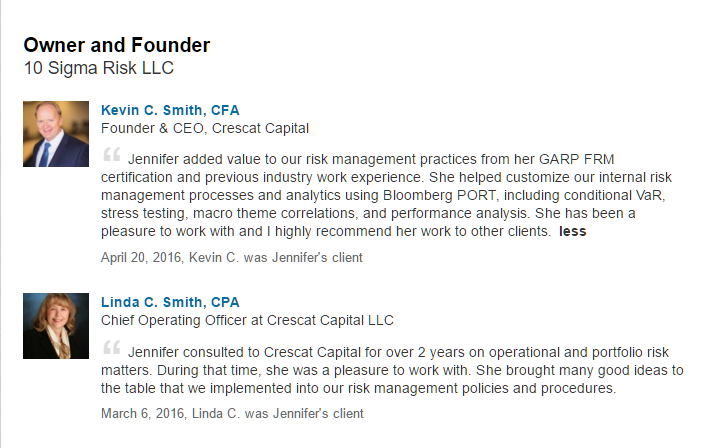 Owner and Founder
10 Sigma Risk LLC
Kevin C. Smith, CFA
Founder & CEO, Crescat Capital
“ Jennifer added value to our risk management practices from her GARP FRM
certification and previous industry work experience. She helped customize our internal risk
management processes and analytics using Bloomberg PORT, including conditional VaR,
stress testing, macro theme correlations, and performance analysis. She has been a
pleasure to work with and I highly recommend her work to other clients. less
April 20, 2016, Kevin C. was Jennifer's client
Linda C. Smith, CPA
Chief Operating Officer at Crescat Capital LLC
“ Jennifer consulted to Crescat Capital for over 2 years on operational and portfolio risk
matters. During that time, she was a pleasure to work with. She brought many good ideas to
the table that we implemented into our risk management policies and procedures.
March 6, 2016, Linda C. was Jennifer's client